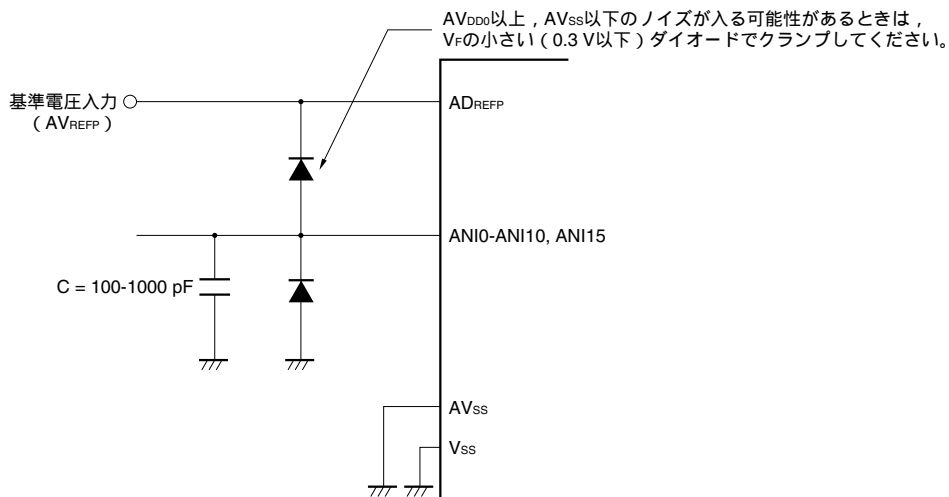 AVDD0以上，AVSS以下のノイズが入る可能性があるときは，
VFの小さい（0.3 V以下）ダイオードでクランプしてください。
基準電圧入力
（AVREFP）
ADREFP
ANI0-ANI10, ANI15
C = 100-1000 pF
AVSS
VSS